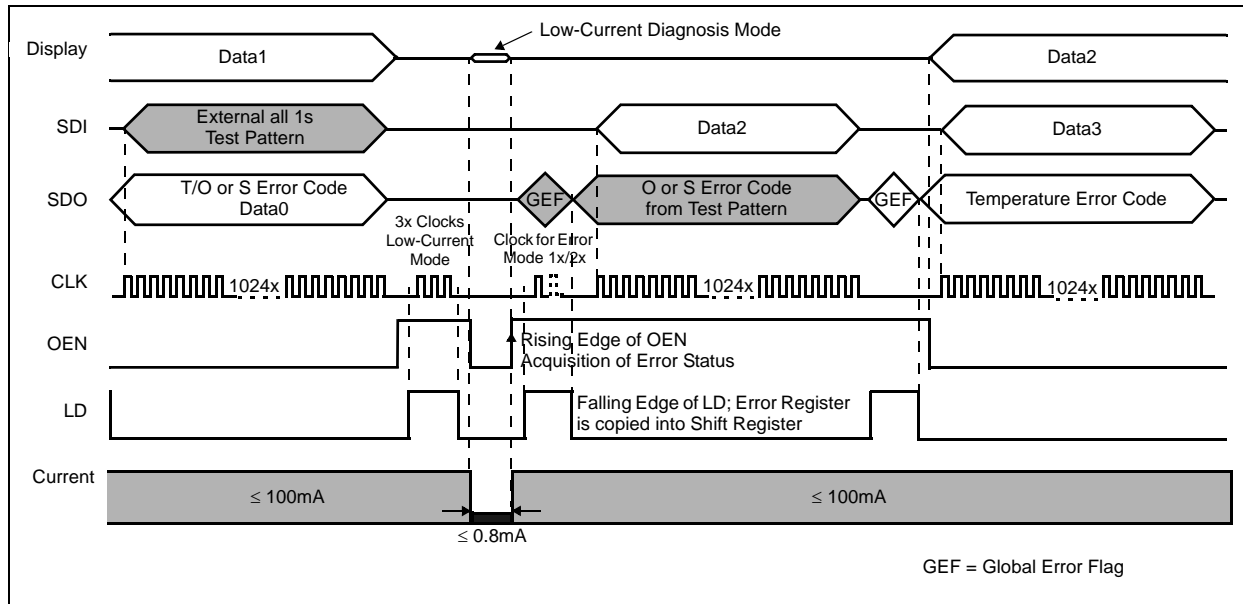 Low-Current Diagnosis Mode
Display
Data1
Data2
SDI
External all 1s
Test Pattern
Data2
Data3
SDO
T/O or S Error Code
Data0
GEF
O or S Error Code
from Test Pattern
GEF
Temperature Error Code
3x Clocks
Low-Current
Mode
Clock for Error
Mode 1x/2x
CLK
1024x
1024x
1024x
OEN
Rising Edge of OEN
Acquisition of Error Status
LD
Falling Edge of LD; Error Register
is copied into Shift Register
Current
≤ 100mA
≤ 100mA
≤ 0.8mA
GEF = Global Error Flag